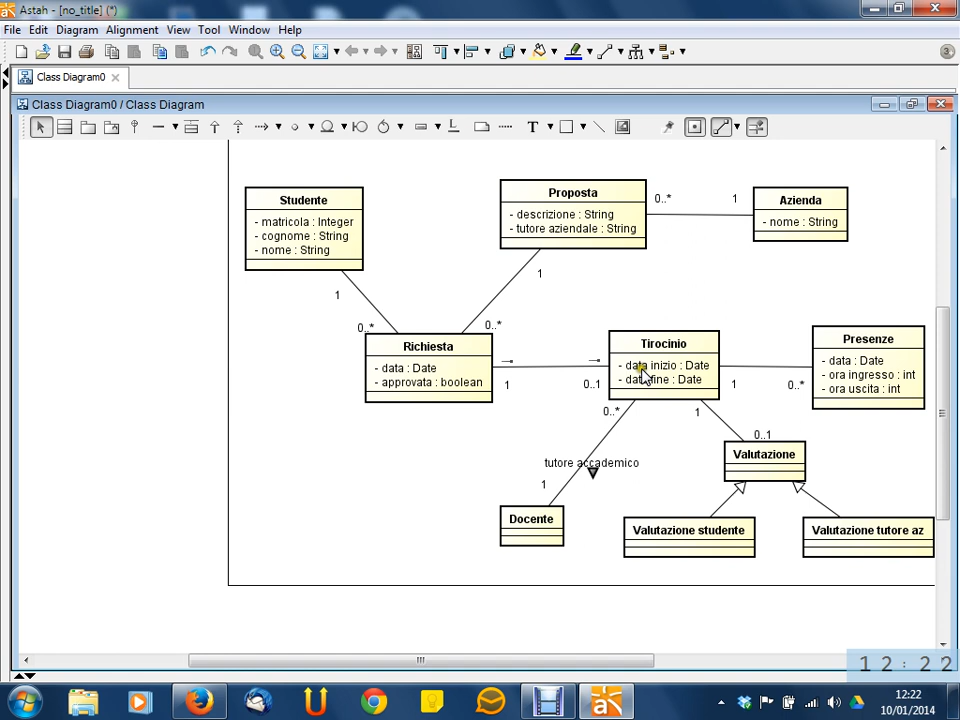 Astah - [no_title] (*)
File Edit Diagram Alignment View Tool Window Help
3
Class Diagram0
Class Diagram0 / Class Diagram
T
Studente
- matricola : Integer
- cognome : String
- nome : String
Proposta
- descrizione : String
- tutore aziendale : String
0..* 1
Azienda
- nome : String
1
0..*
1
0..*
Richiesta
- data : Date
- approvata : boolean
1
0..1
Tirocinio
- data inizio : Date
- data fine : Date
1
0..*
Presenze
- data : Date
- ora ingresso : int
- ora uscita : int
0..*
tutore accademico
1
Docente
1
0..1
Valutazione
Valutazione studente
Valutazione tutore az
12:22
12:22
10/01/2014